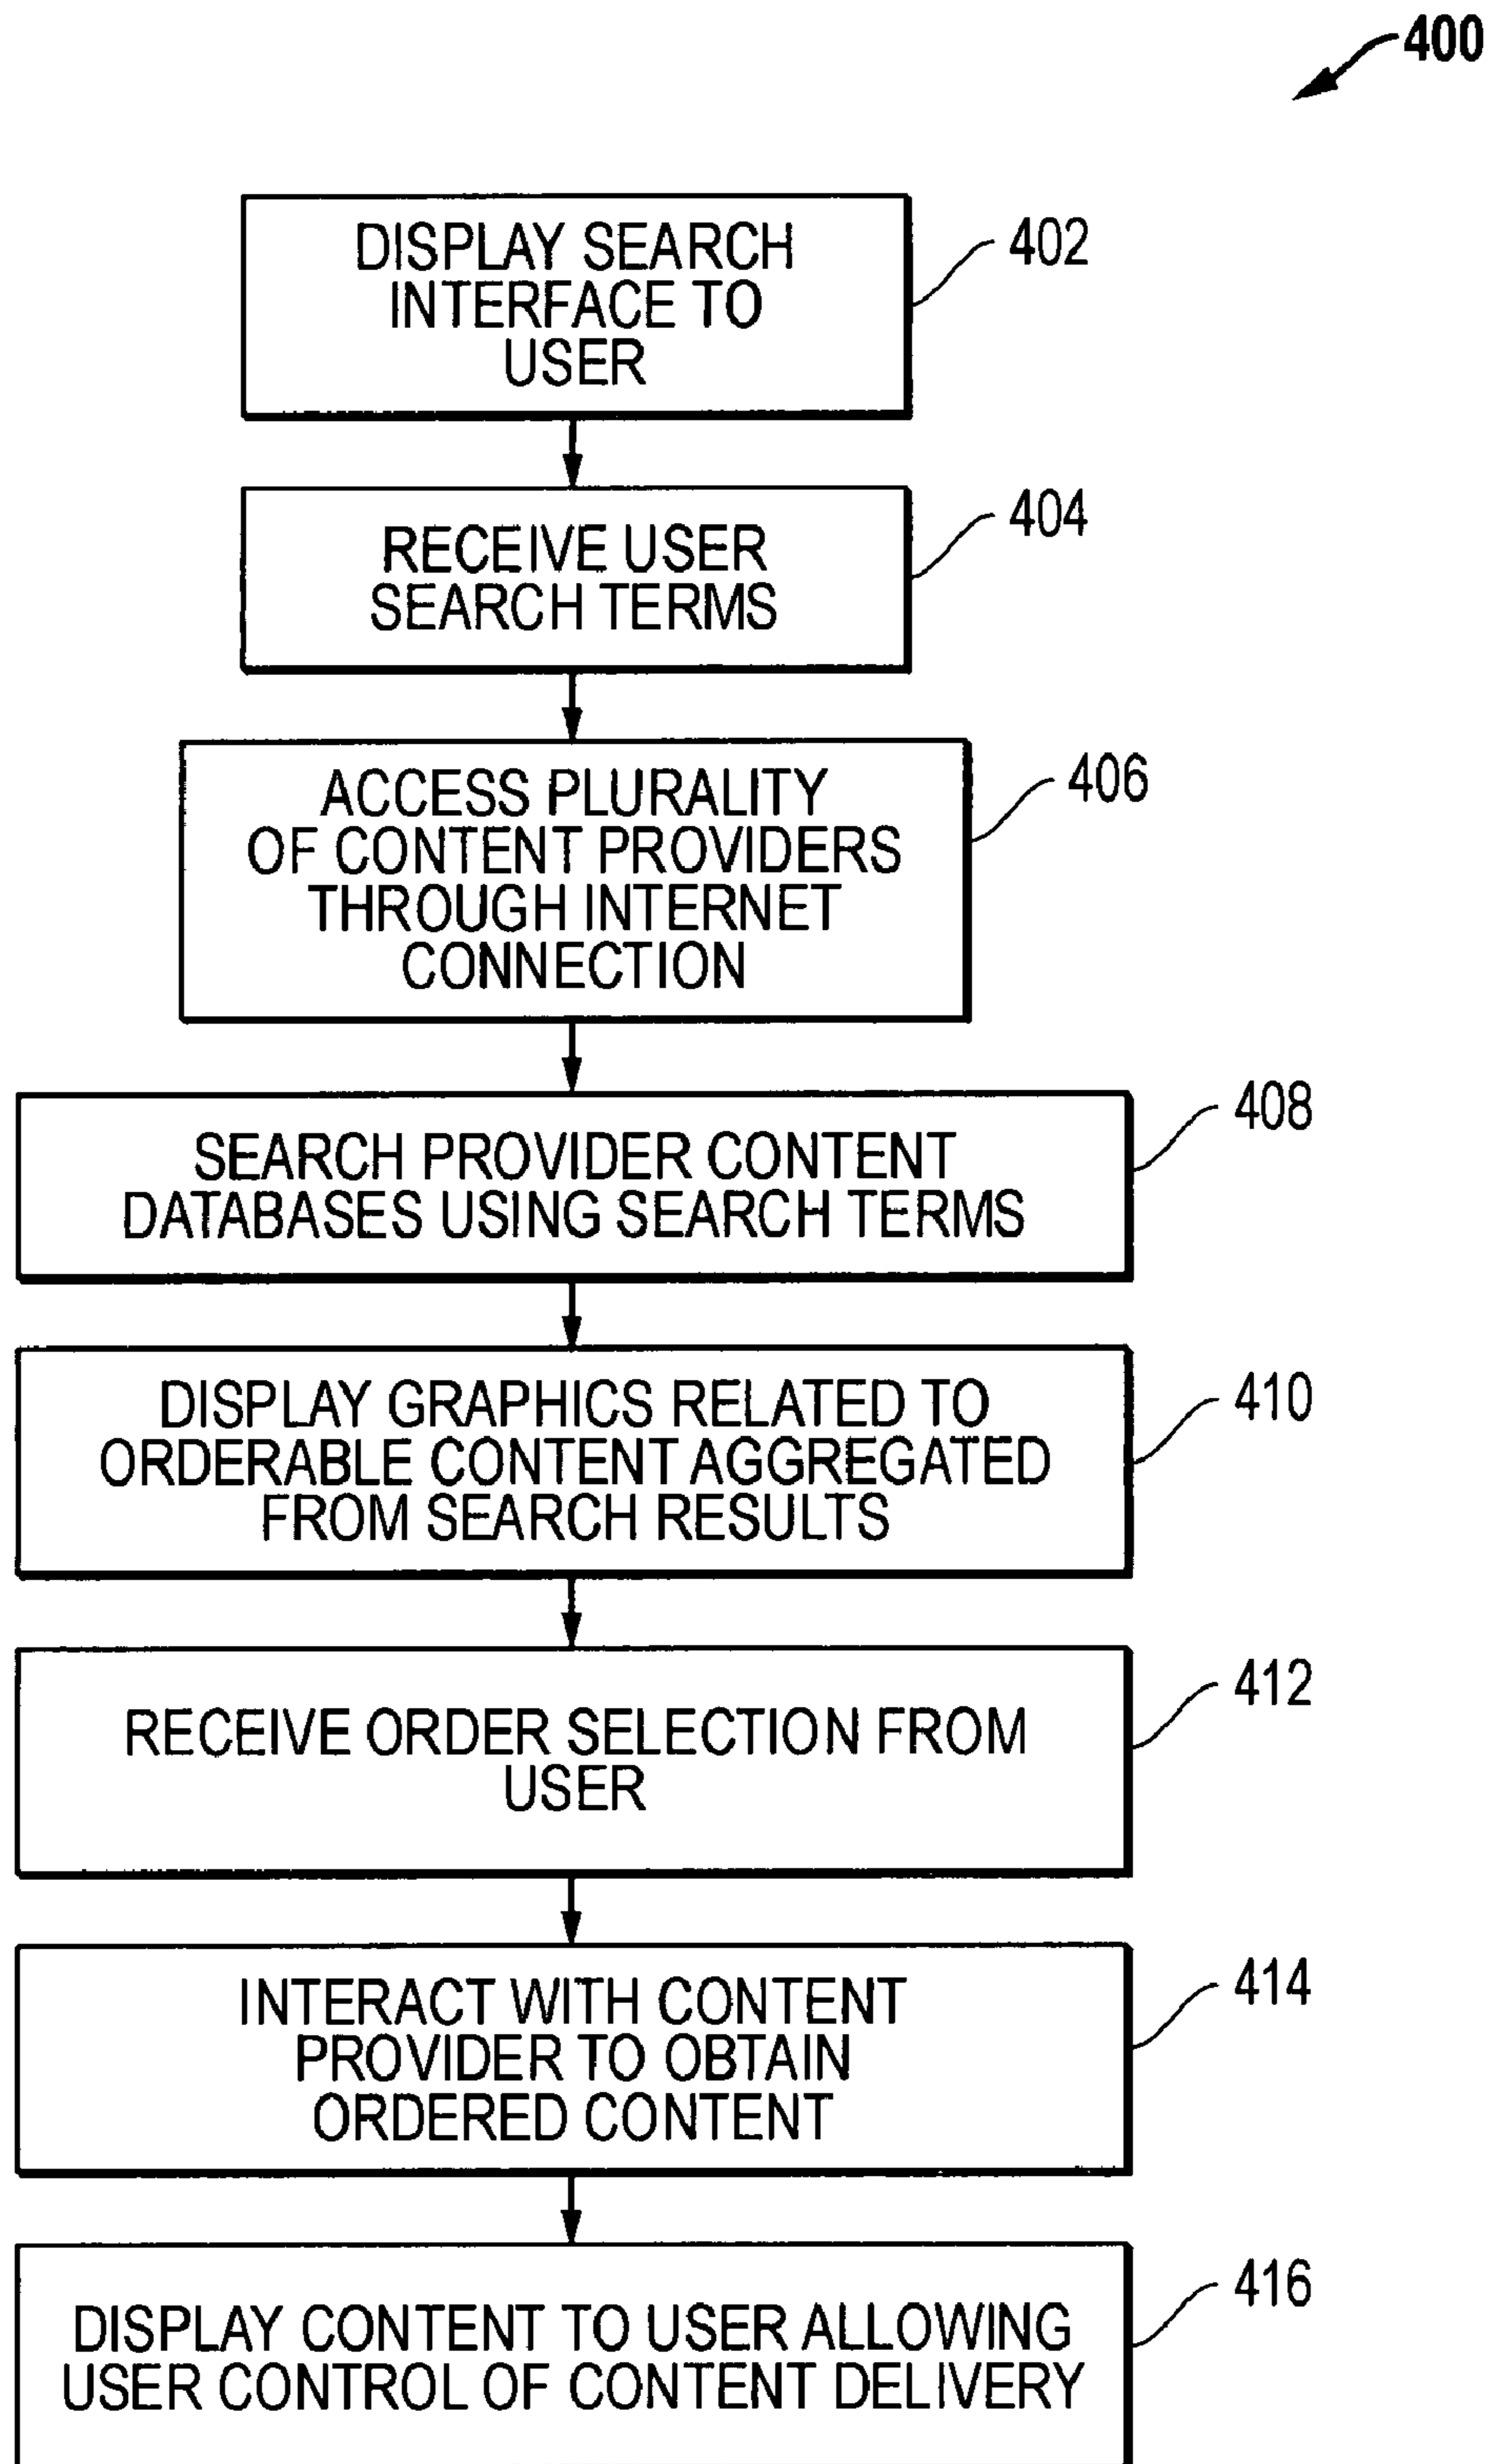 400
DISPLAY SEARCH
INTERFACE TO
USER
402
RECEIVE USER
SEARCH TERMS
404
ACCESS PLURALITY
OF CONTENT PROVIDERS
THROUGH INTERNET
CONNECTION
406
SEARCH PROVIDER CONTENT
DATABASES USING SEARCH TERMS
408
DISPLAY GRAPHICS RELATED TO
ORDERABLE CONTENT AGGREGATED
FROM SEARCH RESULTS
410
RECEIVE ORDER SELECTION FROM
USER
412
INTERACT WITH CONTENT
PROVIDER TO OBTAIN
ORDERED CONTENT
414
DISPLAY CONTENT TO USER ALLOWING
USER CONTROL OF CONTENT DELIVERY
416